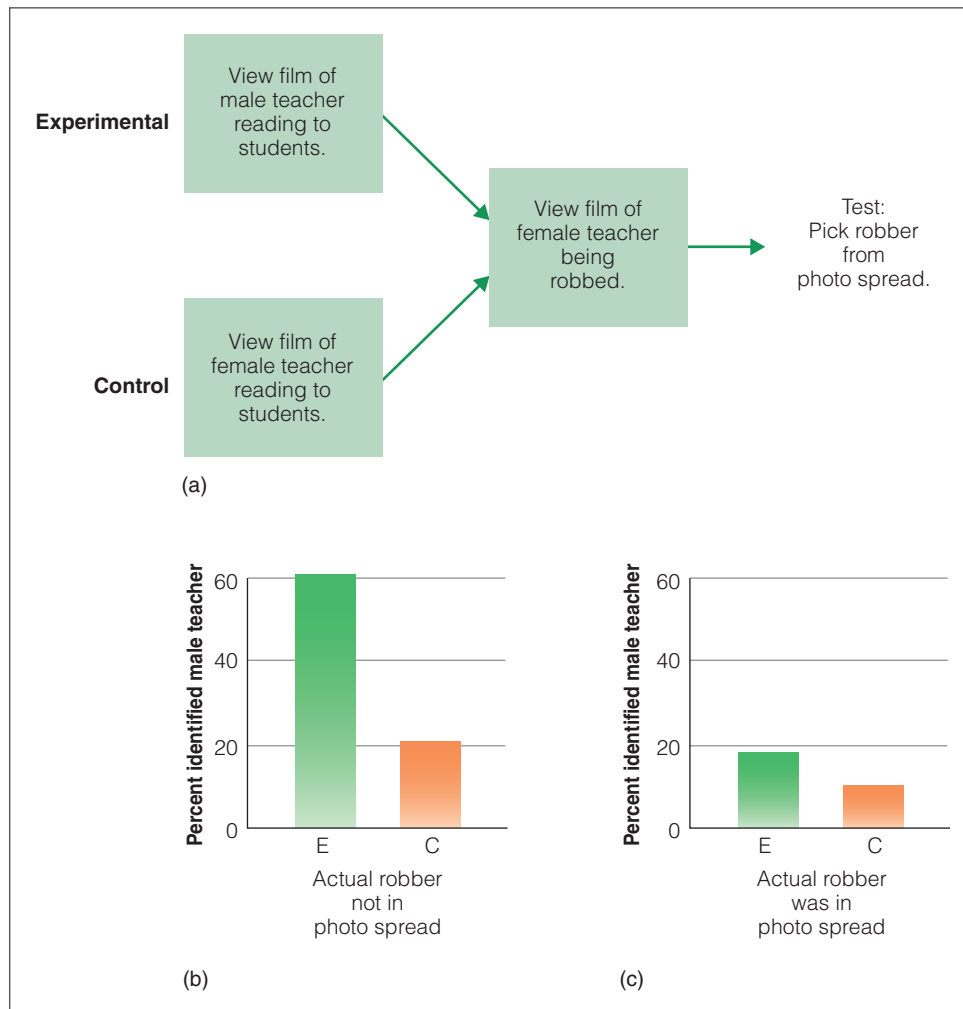 Experimental
View film of
male teacher
reading to
students.
View film of
female teacher
being
robbed.
Test:
Pick robber
from
photo spread.
Control
View film of
female teacher
reading to
students.
(a)
Percent identified male teacher
60
40
20
0
E
C
Actual robber
not in
photo spread
(b)
Percent identified male teacher
60
40
20
0
E
C
Actual robber
was in
photo spread
(c)